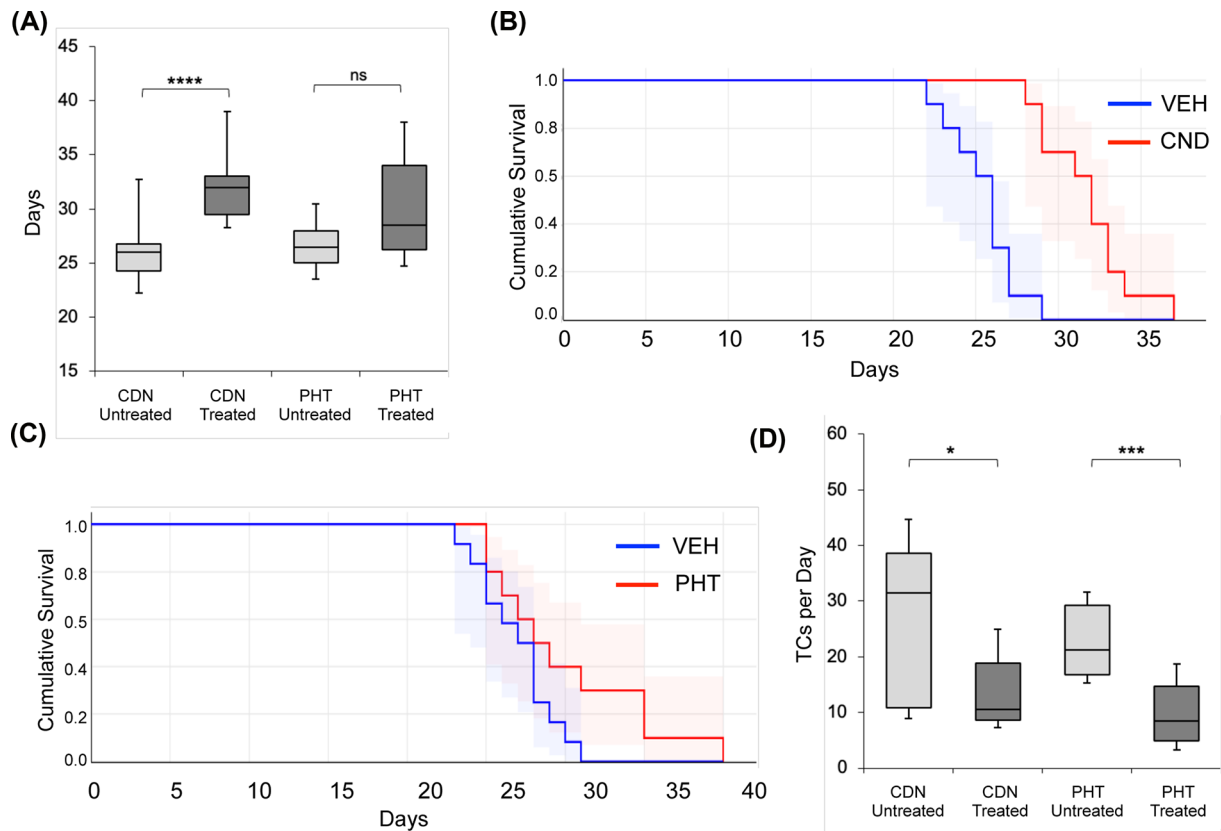 (A)
45
40
35
30
25
20
15
Days
****
ns
CDN
Untreated
CDN
Treated
PHT
Untreated
PHT
Treated
(B)
1.0
0.8
0.6
0.4
0.2
0.0
Cumulative Survival
VEH
CND
0 5 10 15 20 25 30 35
Days
(C)
1.0
0.8
0.5
0.4
0.2
0.0
Cumulative Survival
VEH
PHT
0 5 10 15 20 25 30 35 40
Days
(D)
60
50
40
30
20
10
0
TCs per Day
*
***
CDN
Untreated
CDN
Treated
PHT
Untreated
PHT
Treated